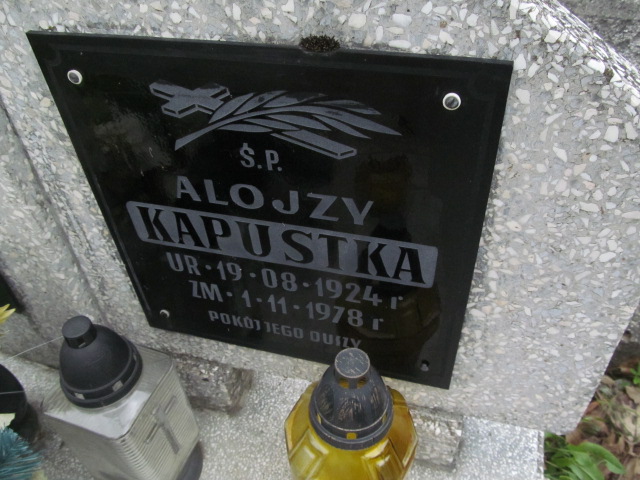 Ś.P.
ALOJZY
KAPUSTKA
UR·19·08·1924 r
ZM·1·11·1978 r
POKÓJ JEGO DUSZY